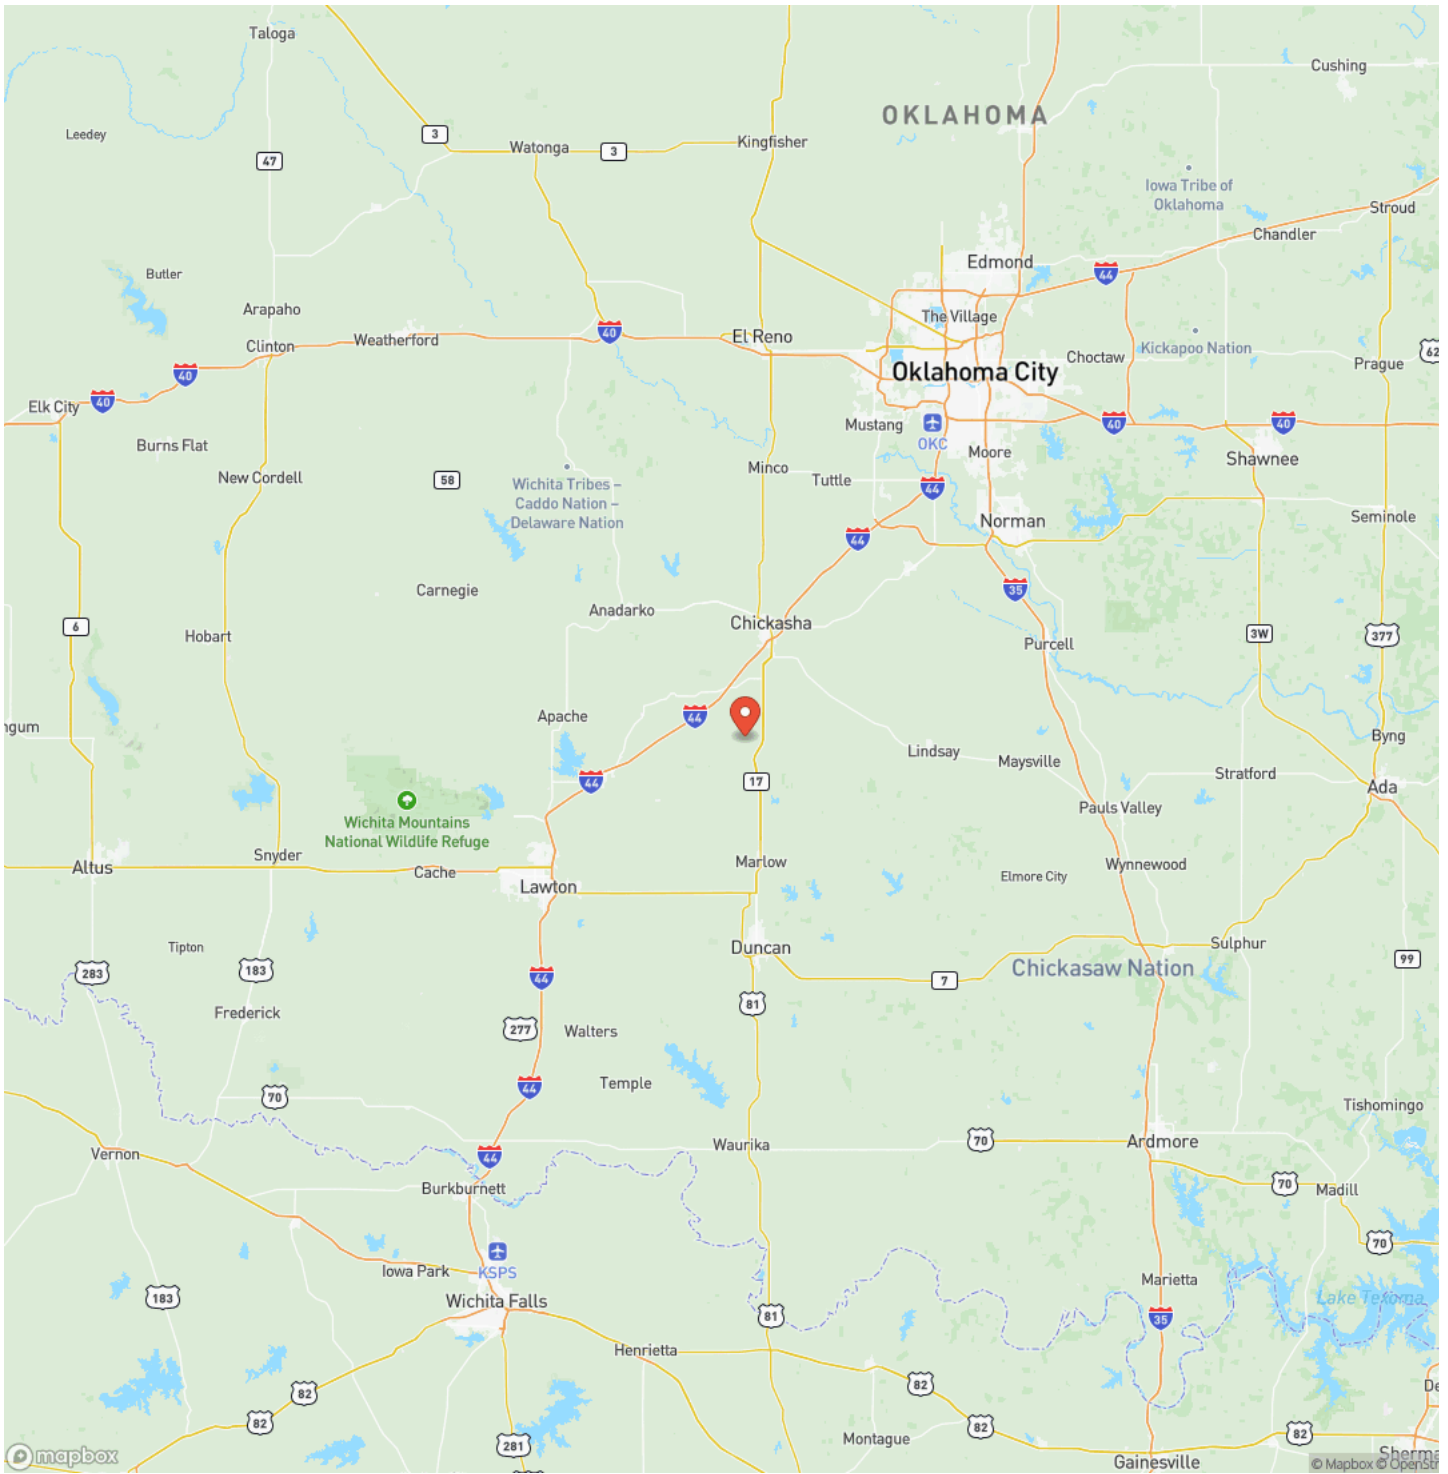 Taloga
Cushing
OKLAHOMA
Leedey
3
Watonga
3
Kingfisher
47
Iowa Tribe of
Oklahoma
Stroud
Chandler
Edmond
44
Butler
Arapaho
The Village
40
El Reno
Weatherford
Clinton
Choctaw
Kickapoo Nation
62
Prague
40
Oklahoma City
40
Elk City
Mustang
40
40
OKC
Burns Flat
Moore
Shawnee
Minco
New Cordell
58
Tuttle
Wichita Tribes –
Caddo Nation –
Delaware Nation
44
Norman
Seminole
44
Carnegie
35
Anadarko
Chickasha
6
Hobart
3W
377
Purcell
Apache
44
ngum
Byng
Lindsay
Maysville
Stratford
44
17
Ada
Pauls Valley
Wichita Mountains
National Wildlife Refuge
Snyder
Marlow
Altus
Cache
Wynnewood
Elmore City
Lawton
Tipton
Duncan
Sulphur
283
183
44
7
Chickasaw Nation
99
81
Frederick
277
Walters
44
Temple
70
Tishomingo
Waurika
70
Ardmore
Vernon
44
Burkburnett
70
Madill
70
Iowa Park
KSPS
Marietta
183
Wichita Falls
Lake Texoma
81
35
Henrietta
82
82
De
82
281
Montague
82
82
Gainesville
Sherma
mapbox
© Mapbox © OpenStr